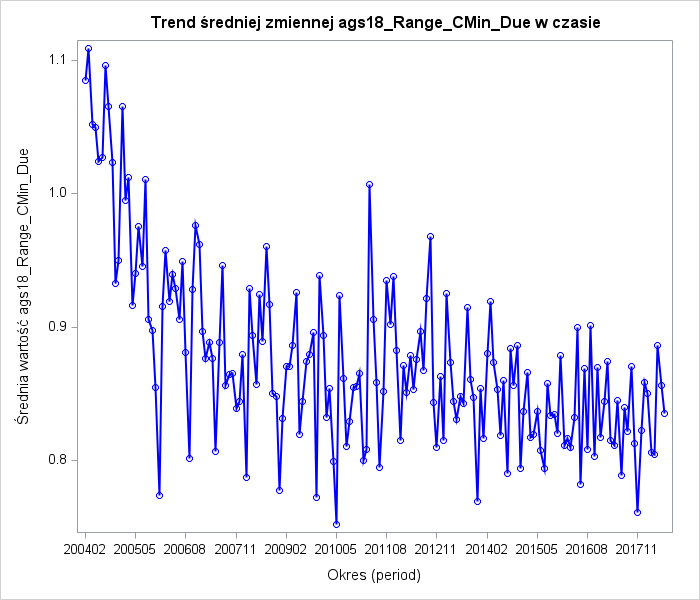 Trend średniej zmiennej ags18_Range_CMin_Due w czasie
Średnia wartość ags18_Range_CMin_Due
1.1
1.0
0.9
0.8
200402 200505 200608 200711 200902 201005 201108 201211 201402 201505 201608 201711
Okres (period)